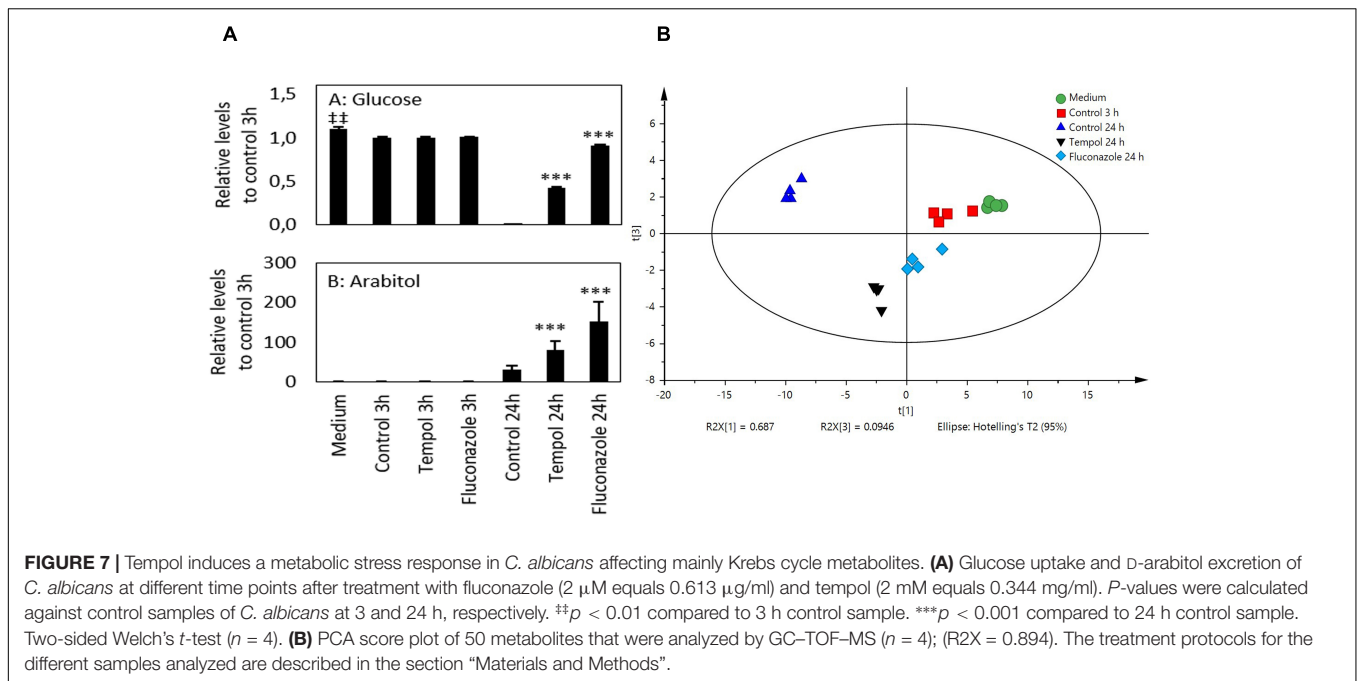 A
A: Glucose
Relative levels
to control 3h
1,5
1,0
0,5
0,0
‡‡
***
***
B: Arabitol
Relative levels
to control 3h
300
200
100
0
***
***
Medium
Control 3h
Tempol 3h
Fluconazole 3h
Control 24h
Tempol 24h
Fluconazole 24h
B
Medium
Control 3 h
Control 24 h
Tempol 24 h
Fluconazole 24 h
t[3]
6
4
2
0
-2
-4
-6
-8
-20
-15
-10
-5
0
5
10
15
t[1]
R2X[1] = 0.687
R2X[3] = 0.0946
Ellipse: Hotelling's T2 (95%)
FIGURE 7 | Tempol induces a metabolic stress response in C. albicans affecting mainly Krebs cycle metabolites. (A) Glucose uptake and D-arabitol excretion of
C. albicans at different time points after treatment with fluconazole (2 μM equals 0.613 μg/ml) and tempol (2 mM equals 0.344 mg/ml). P-values were calculated
against control samples of C. albicans at 3 and 24 h, respectively. ‡‡p < 0.01 compared to 3 h control sample. ***p < 0.001 compared to 24 h control sample.
Two-sided Welch's t-test (n = 4). (B) PCA score plot of 50 metabolites that were analyzed by GC–TOF–MS (n = 4); (R2X = 0.894). The treatment protocols for the
different samples analyzed are described in the section "Materials and Methods".